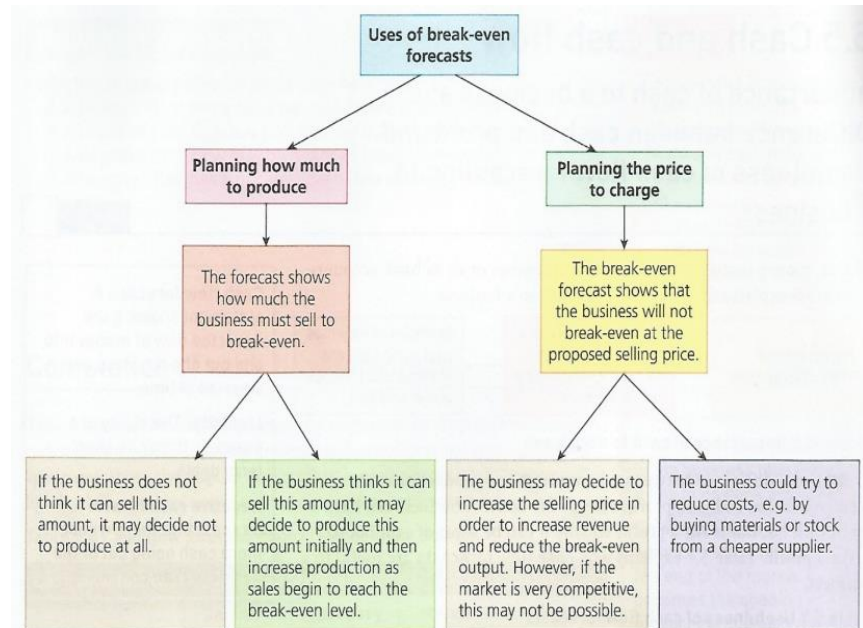 Uses of break-even
forecasts
Planning how much
to produce
Planning the price
to charge
The forecast shows
how much the
business must sell to
break-even.
The break-even
forecast shows that
the business will not
break-even at the
proposed selling price.
If the business does not
think it can sell this
amount, it may decide not
to produce at all.
If the business thinks it can
sell this amount, it may
decide to produce this
amount initially and then
increase production as
sales begin to reach the
break-even level.
The business may decide to
increase the selling price in
order to increase revenue
and reduce the break-even
output. However, if the
market is very competitive,
this may not be possible.
The business could try to
reduce costs, e.g. by
buying materials or stock
from a cheaper supplier.